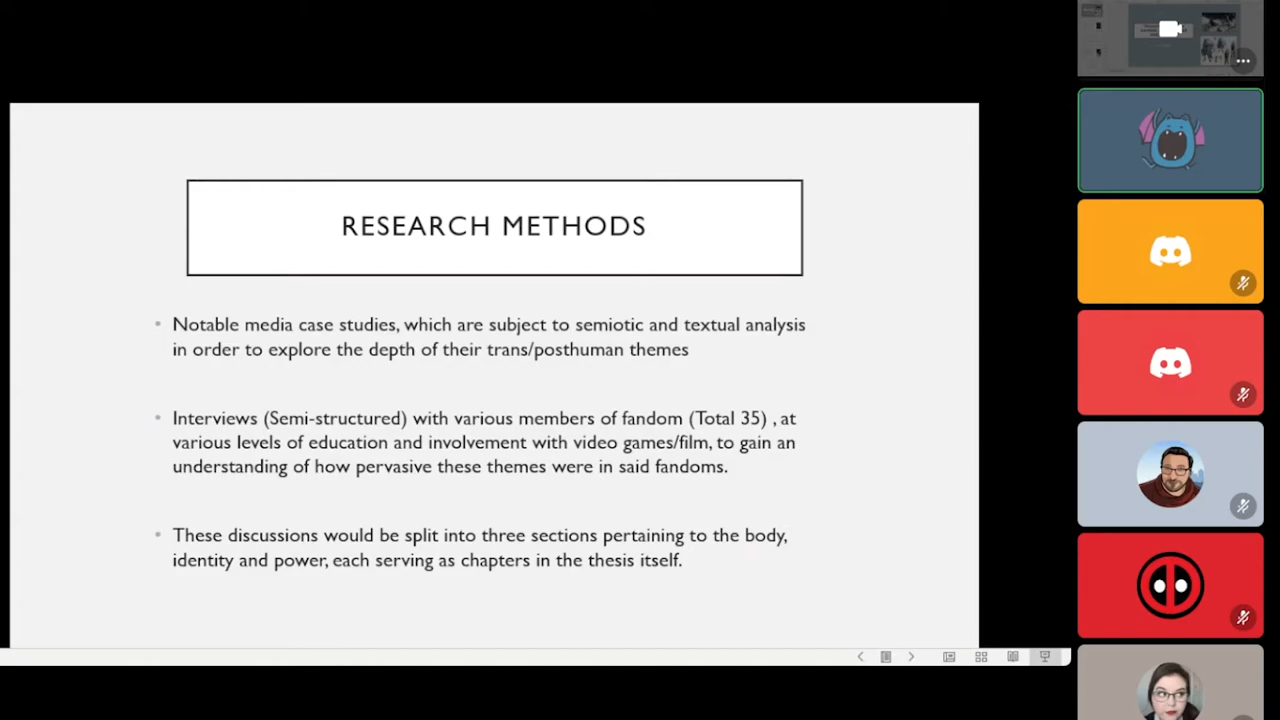 RESEARCH METHODS
• Notable media case studies, which are subject to semiotic and textual analysis
in order to explore the depth of their trans/posthuman themes
• Interviews (Semi-structured) with various members of fandom (Total 35) , at
various levels of education and involvement with video games/film, to gain an
understanding of how pervasive these themes were in said fandoms.
• These discussions would be split into three sections pertaining to the body,
identity and power, each serving as chapters in the thesis itself.